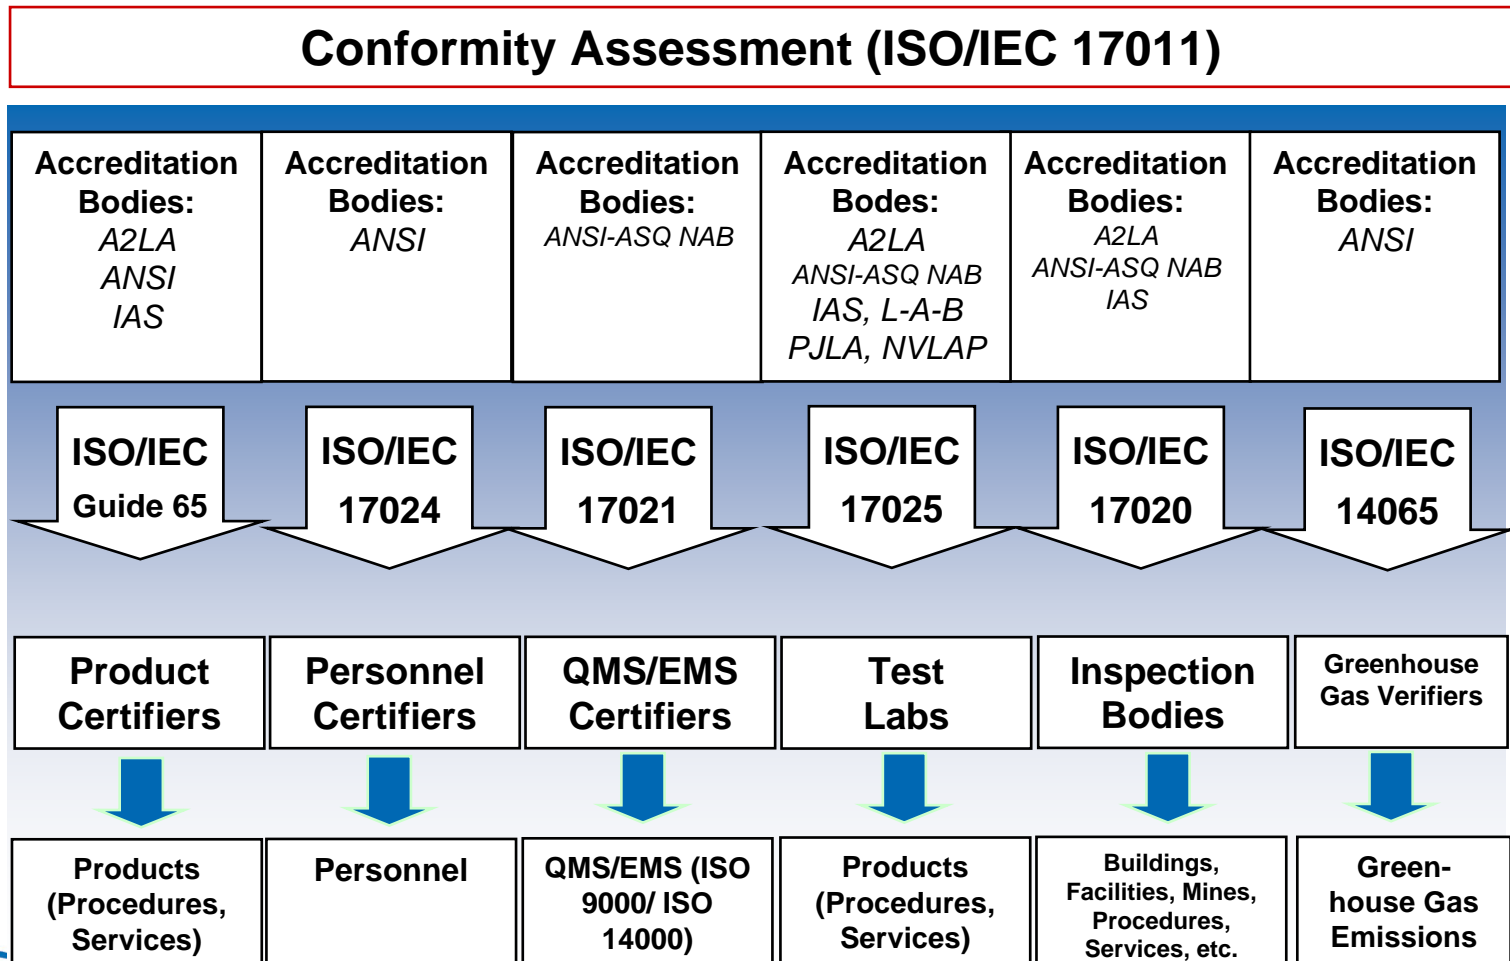 Conformity Assessment (ISO/IEC 17011)
Accreditation
Bodies:
A2LA
ANSI
IAS
Accreditation
Bodies:
ANSI
Accreditation
Bodies:
ANSI-ASQ NAB
Accreditation
Bodes:
A2LA
ANSI-ASQ NAB
IAS, L-A-B
PJLA, NVLAP
Accreditation
Bodies:
A2LA
ANSI-ASQ NAB
IAS
Accreditation
Bodies:
ANSI
ISO/IEC
Guide 65
ISO/IEC
17024
ISO/IEC
17021
ISO/IEC
17025
ISO/IEC
17020
ISO/IEC
14065
Product
Certifiers
Personnel
Certifiers
QMS/EMS
Certifiers
Test
Labs
Inspection
Bodies
Greenhouse
Gas Verifiers
Products
(Procedures,
Services)
Personnel
QMS/EMS (ISO
9000/ ISO
14000)
Products
(Procedures,
Services)
Buildings,
Facilities, Mines,
Procedures,
Services, etc.
Green-
house Gas
Emissions